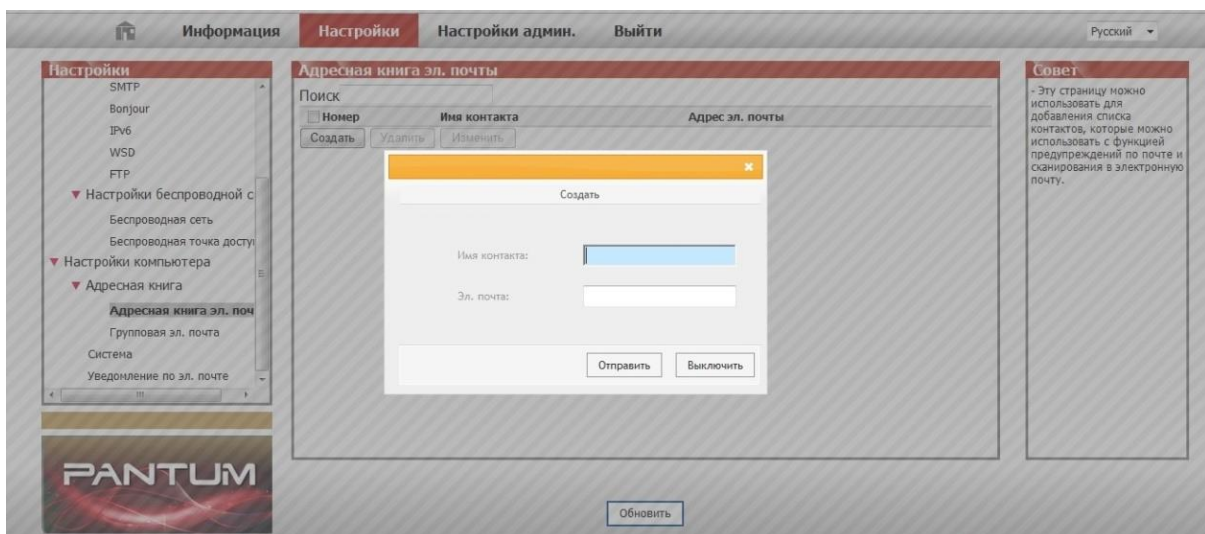 Информация
Настройки
Настройки админ.
Выйти
Русский
Настройки
SMTP
Bonjour
IPv6
WSD
FTP
Настройки беспроводной с
Беспроводная сеть
Беспроводная точка досту
Настройки компьютера
Адресная книга
Адресная книга эл. поч
Групповая эл. почта
Система
Уведомление по эл. почте
PANTUM
Адресная книга эл. почты
Поиск
Номер Имя контакта Адрес эл. почты
Создать Удалить Изменить
Создать
Имя контакта:
Эл. почта:
Отправить Выключить
Обновить
Совет
- Эту страницу можно
использовать для
добавления списка
контактов, которые можно
использовать с функцией
предупреждений по почте и
сканирования в электронную
почту.